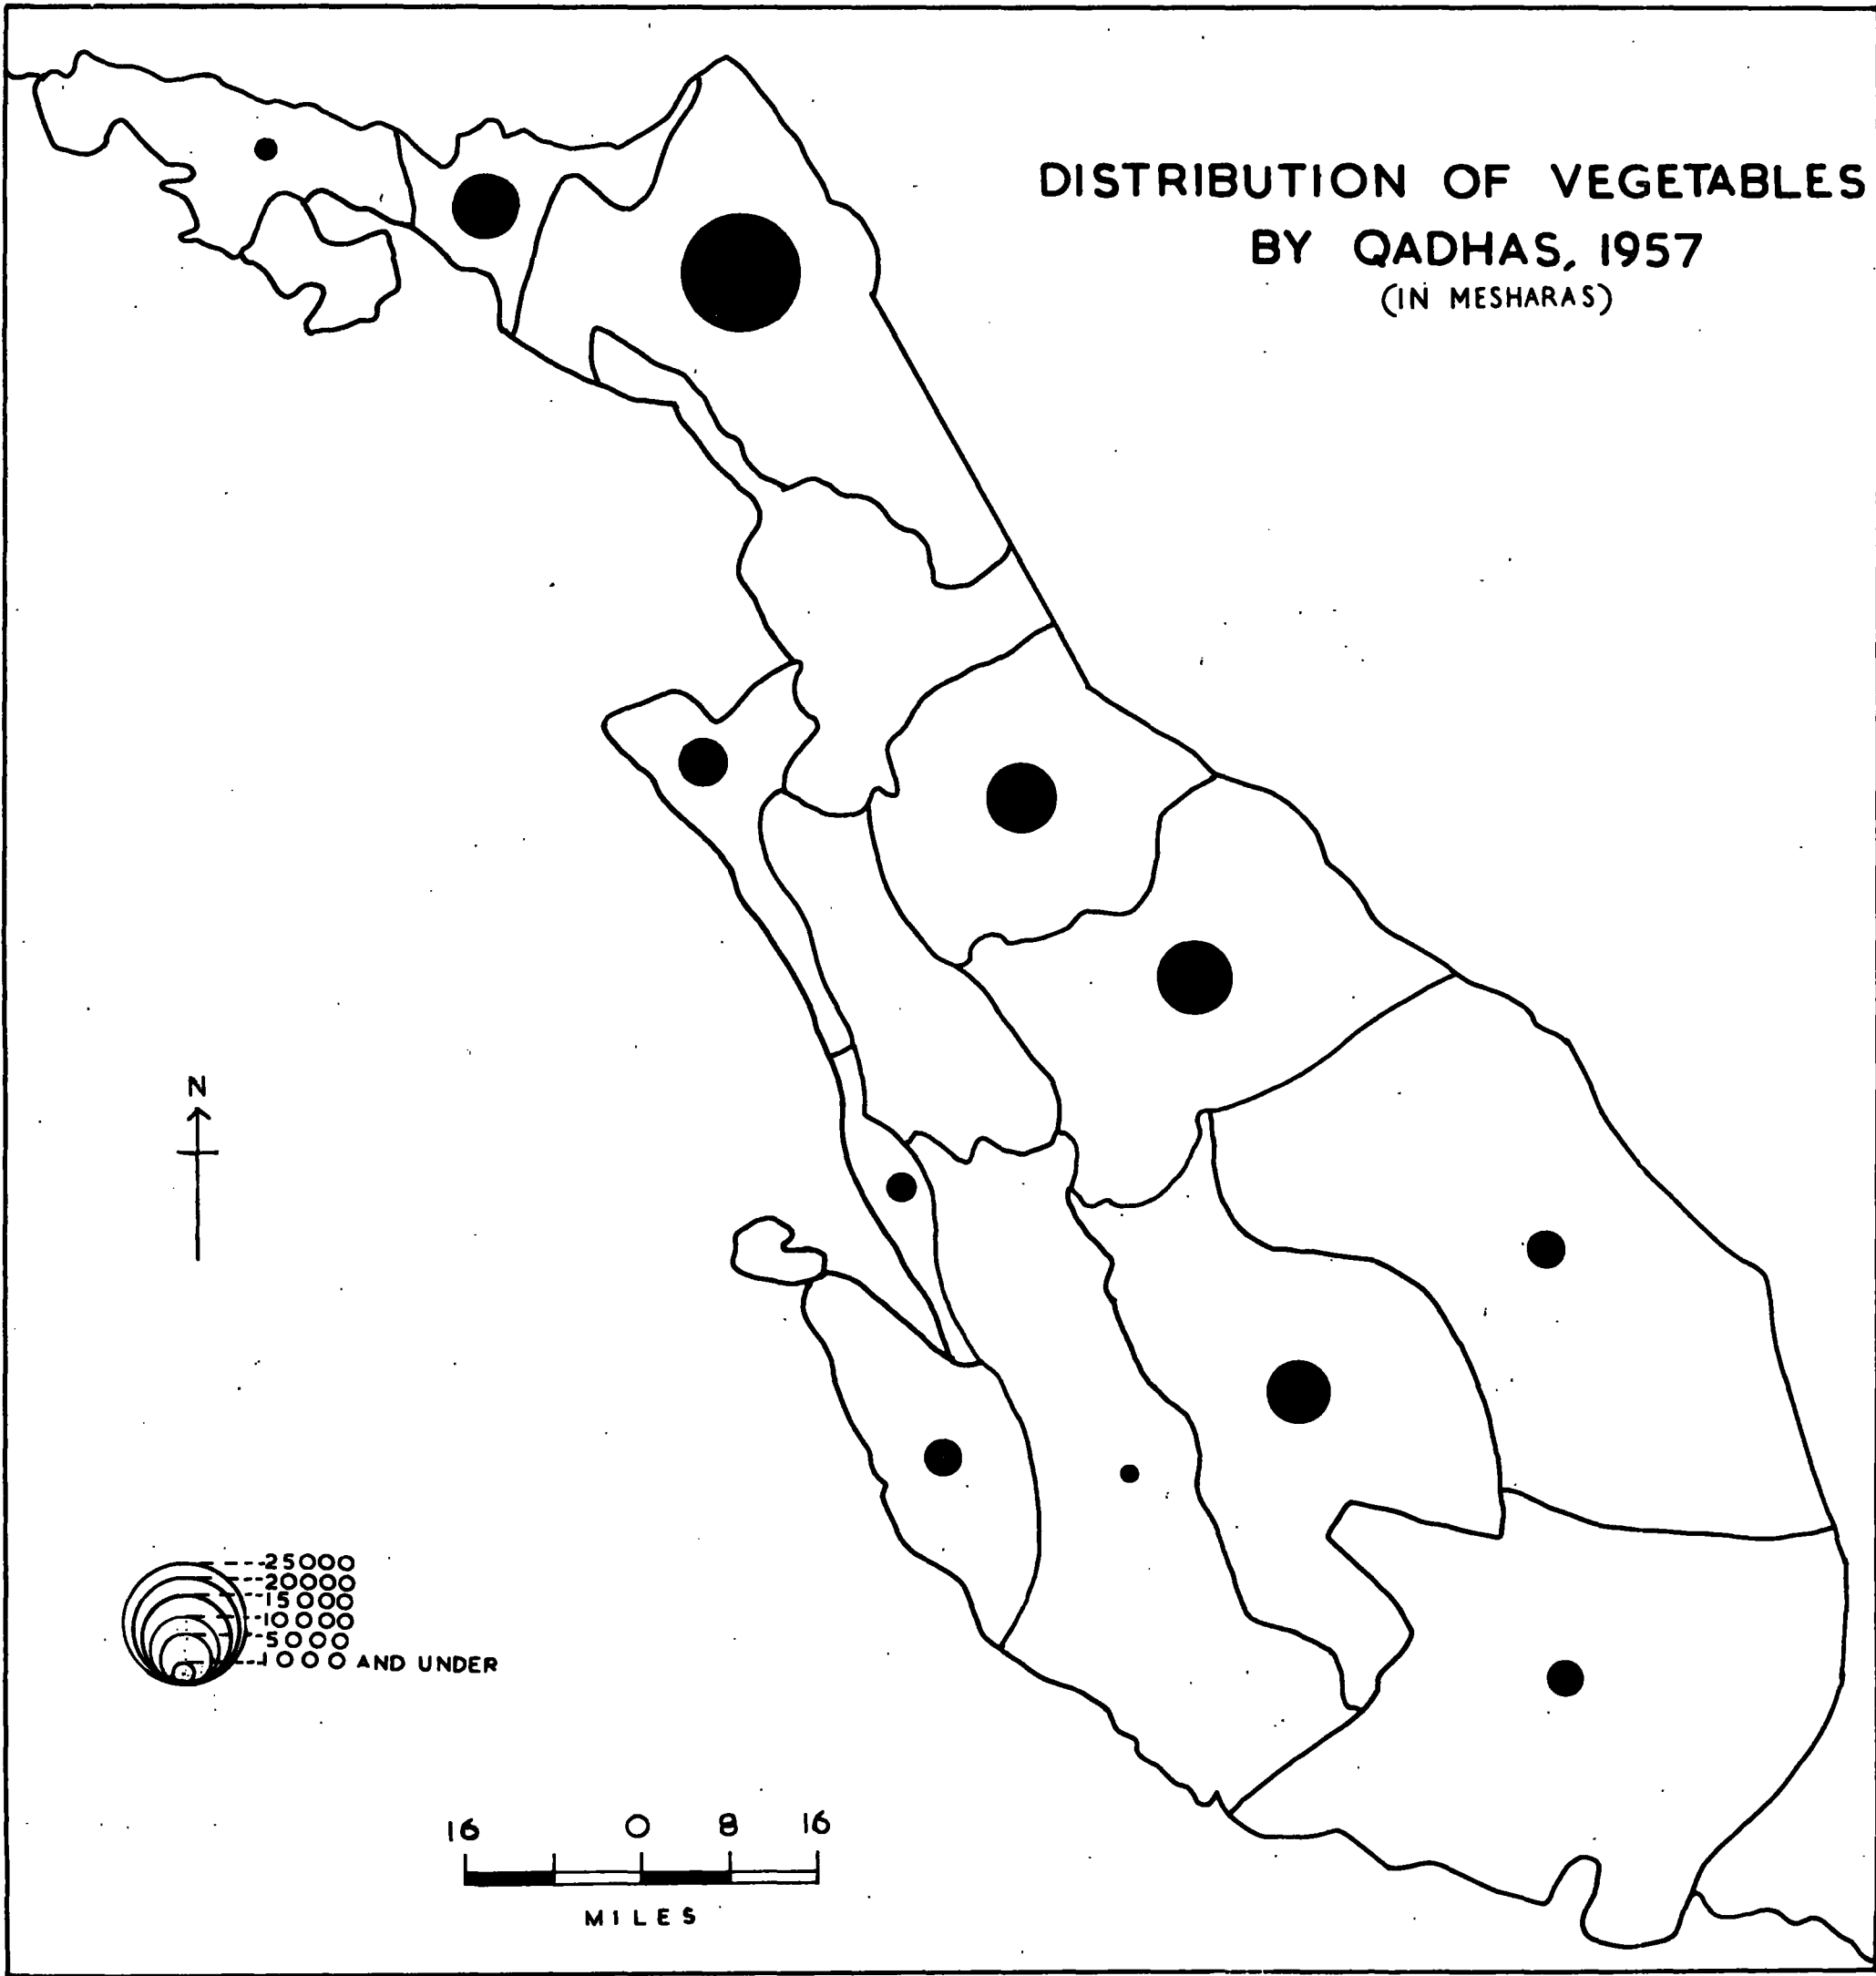 DISTRIBUTION OF VEGETABLES
BY QADHAS, 1957
(IN MESHARAS)
N
25000
20000
15000
10000
5000
1000 AND UNDER
16 0 8 16
MILES